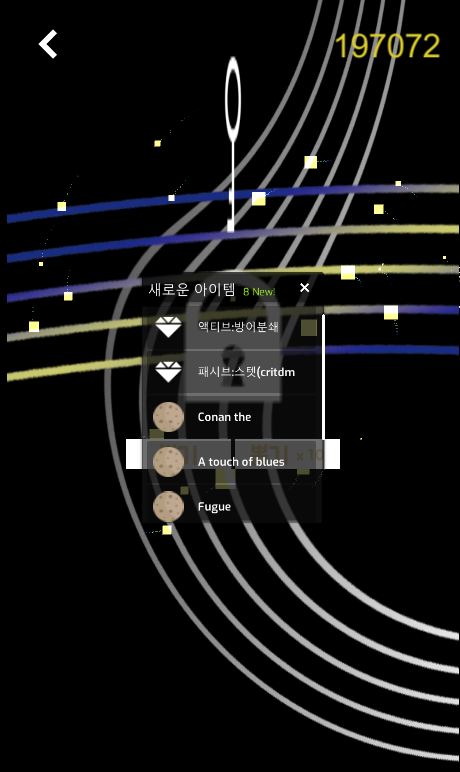 197072
새로운 아이템 8 New!
액티브:방어분쇄
패시브:스탯(critdm
Conan the
A touch of blues
Fugue